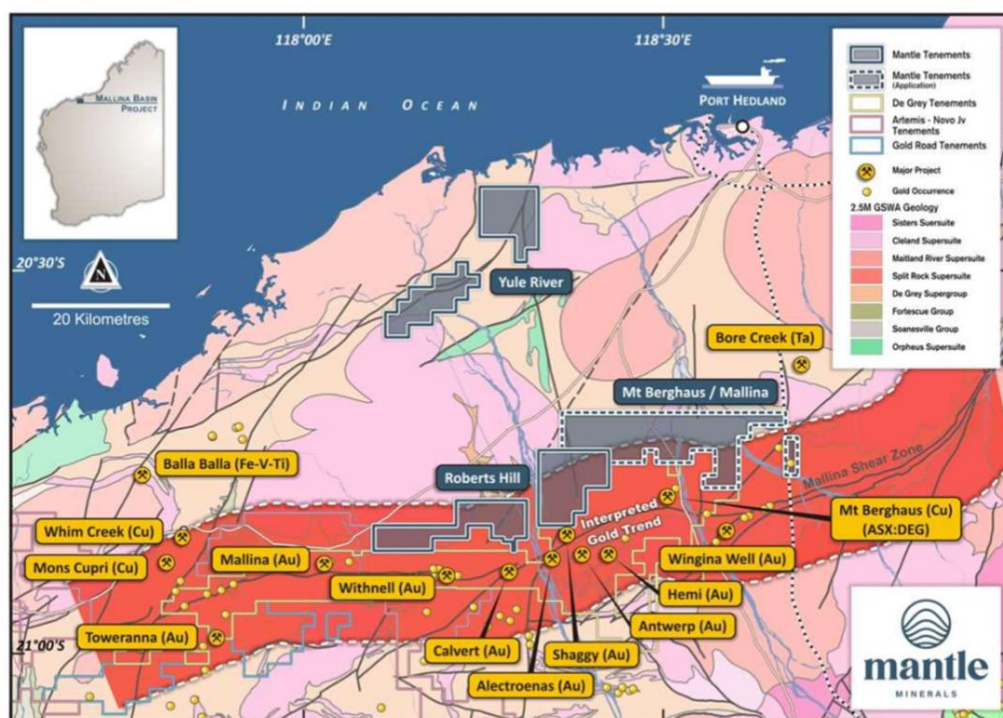 118°00'E
118°30'E
MALLINA BASIN
PROJECT
INDIAN OCEAN
PORT HEDLAND
Mantle Tenements
Mantle Tenements
(Application)
De Grey Tenements
Artemis - Novo Jv
Tenements
Gold Road Tenements
Major Project
Gold Occurrence
2.5M GSWA Geology
Sisters Suersuite
Cleland Supersuite
Maitland River Supersuite
Split Rock Supersuite
De Grey Supergroup
Fortescue Group
Soanesville Group
Orpheus Supersuite
20°30'S
N
20 Kilometres
Yule River
Bore Creek (Ta)
Mt Berghaus / Mallina
Balla Balla (Fe-V-Ti)
Roberts Hill
Mallina Shear Zone
Interpreted
Gold Trend
Mt Berghaus (Cu)
(ASX:DEG)
Whim Creek (Cu)
Mons Cupri (Cu)
Mallina (Au)
Withnell (Au)
Wingina Well (Au)
Hemi (Au)
Antwerp (Au)
Toweranna (Au)
Calvert (Au)
Shaggy (Au)
Alectroenas (Au)
21°00'S
mantle
MINERALS